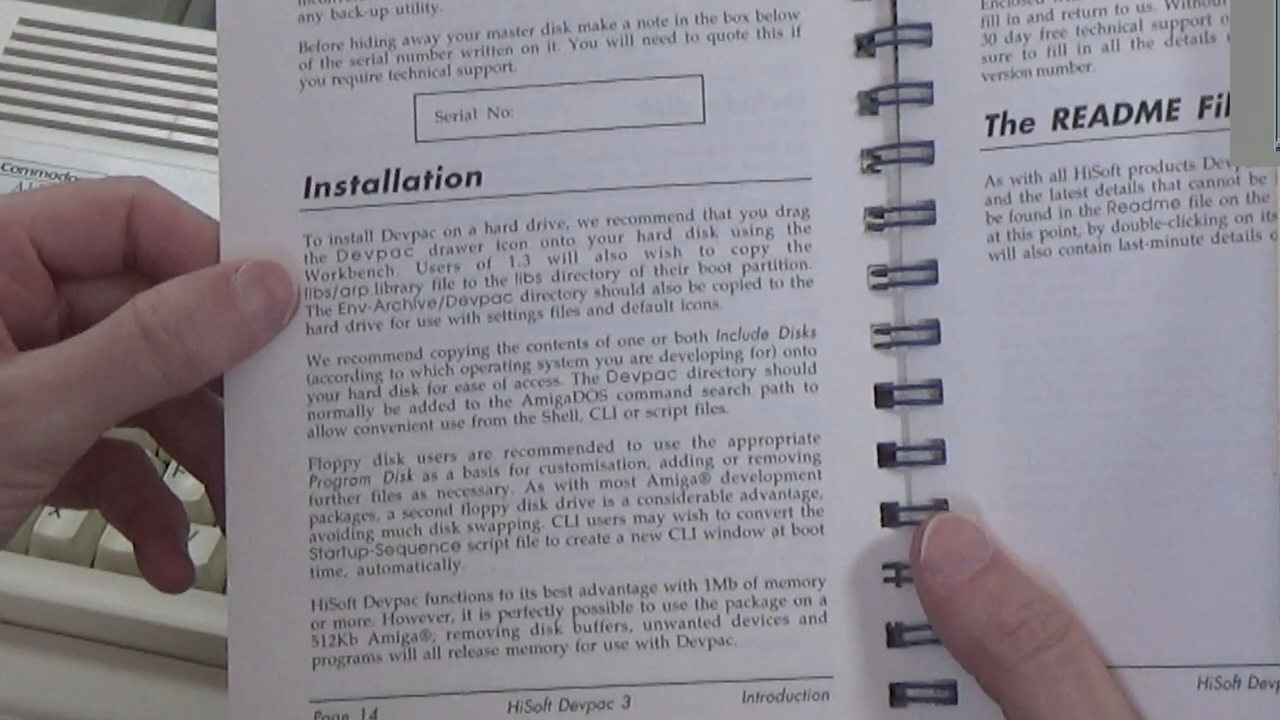 any back-up utility.
Before hiding away your master disk make a note in the box below
of the serial number written on it. You will need to quote this if
you require technical support.
Serial No:
Installation
To install Devpac on a hard drive, we recommend that you drag
the Devpac drawer icon onto your hard disk using the
Workbench. Users of 1.3 will also wish to copy the
libs/arp.library file to the libs directory of their boot partition.
The Env-Archive/Devpac directory should also be copied to the
hard drive for use with settings files and default icons.
We recommend copying the contents of one or both Include Disks
(according to which operating system you are developing for) onto
your hard disk for ease of access. The Devpac directory should
normally be added to the AmigaDOS command search path to
allow convenient use from the Shell, CLI or script files.
Floppy disk users are recommended to use the appropriate
Program Disk as a basis for customisation, adding or removing
further files as necessary. As with most Amiga® development
packages, a second floppy disk drive is a considerable advantage,
avoiding much disk swapping. CLI users may wish to convert the
Startup-Sequence script file to create a new CLI window at boot
time, automatically.
HiSoft Devpac functions to its best advantage with 1Mb of memory
or more. However, it is perfectly possible to use the package on a
512Kb Amiga®; removing disk buffers, unwanted devices and
programs will all release memory for use with Devpac.
Page 14 HiSoft Devpac 3 Introduction
fill in and return to us. Without
30 day free technical support
sure to fill in all the details
version number.
The README Fil
As with all HiSoft products Dev
and the latest details that cannot be
be found in the Readme file on the
at this point, by double-clicking on its
will also contain last-minute details
HiSoft Devp
Commodo